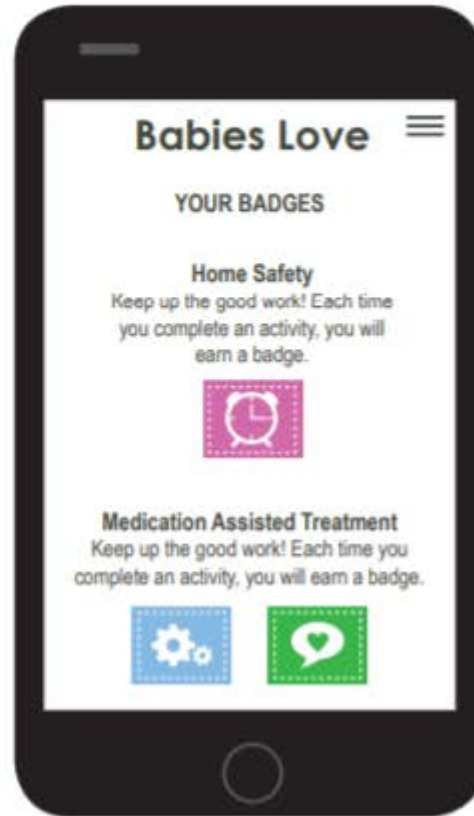 Babies Love
YOUR BADGES
Home Safety
Keep up the good work! Each time
you complete an activity, you will
earn a badge.
Medication Assisted Treatment
Keep up the good work! Each time you
complete an activity, you will earn a badge.